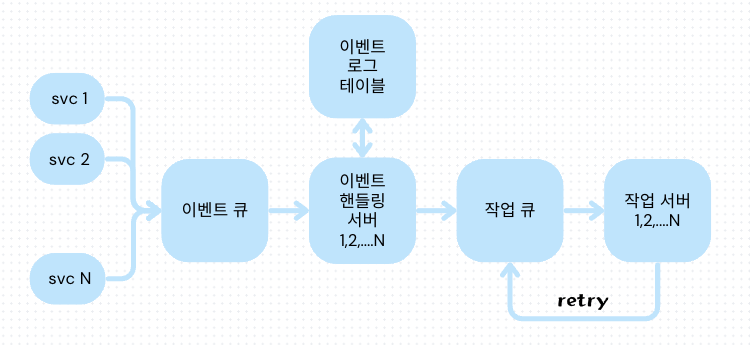 이벤트
로그
테이블
svc 1
svc 2
svc N
이벤트 큐
이벤트
핸들링
서버
1,2,....N
작업 큐
작업 서버
1,2,....N
retry